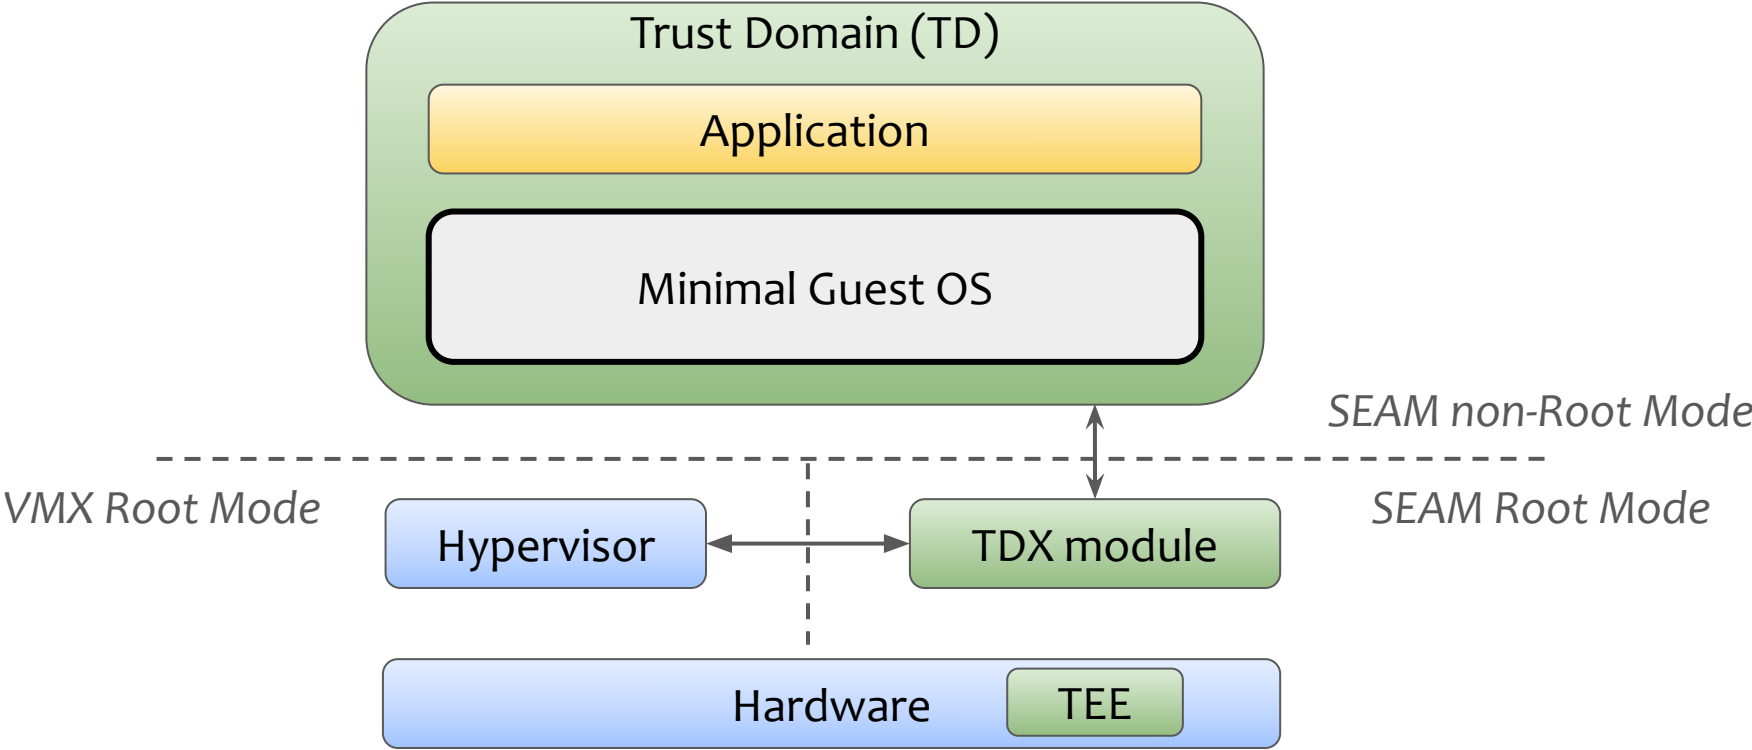 Trust Domain (TD)
Application
Minimal Guest OS
SEAM non-Root Mode
VMX Root Mode
SEAM Root Mode
Hypervisor
TDX module
Hardware
TEE